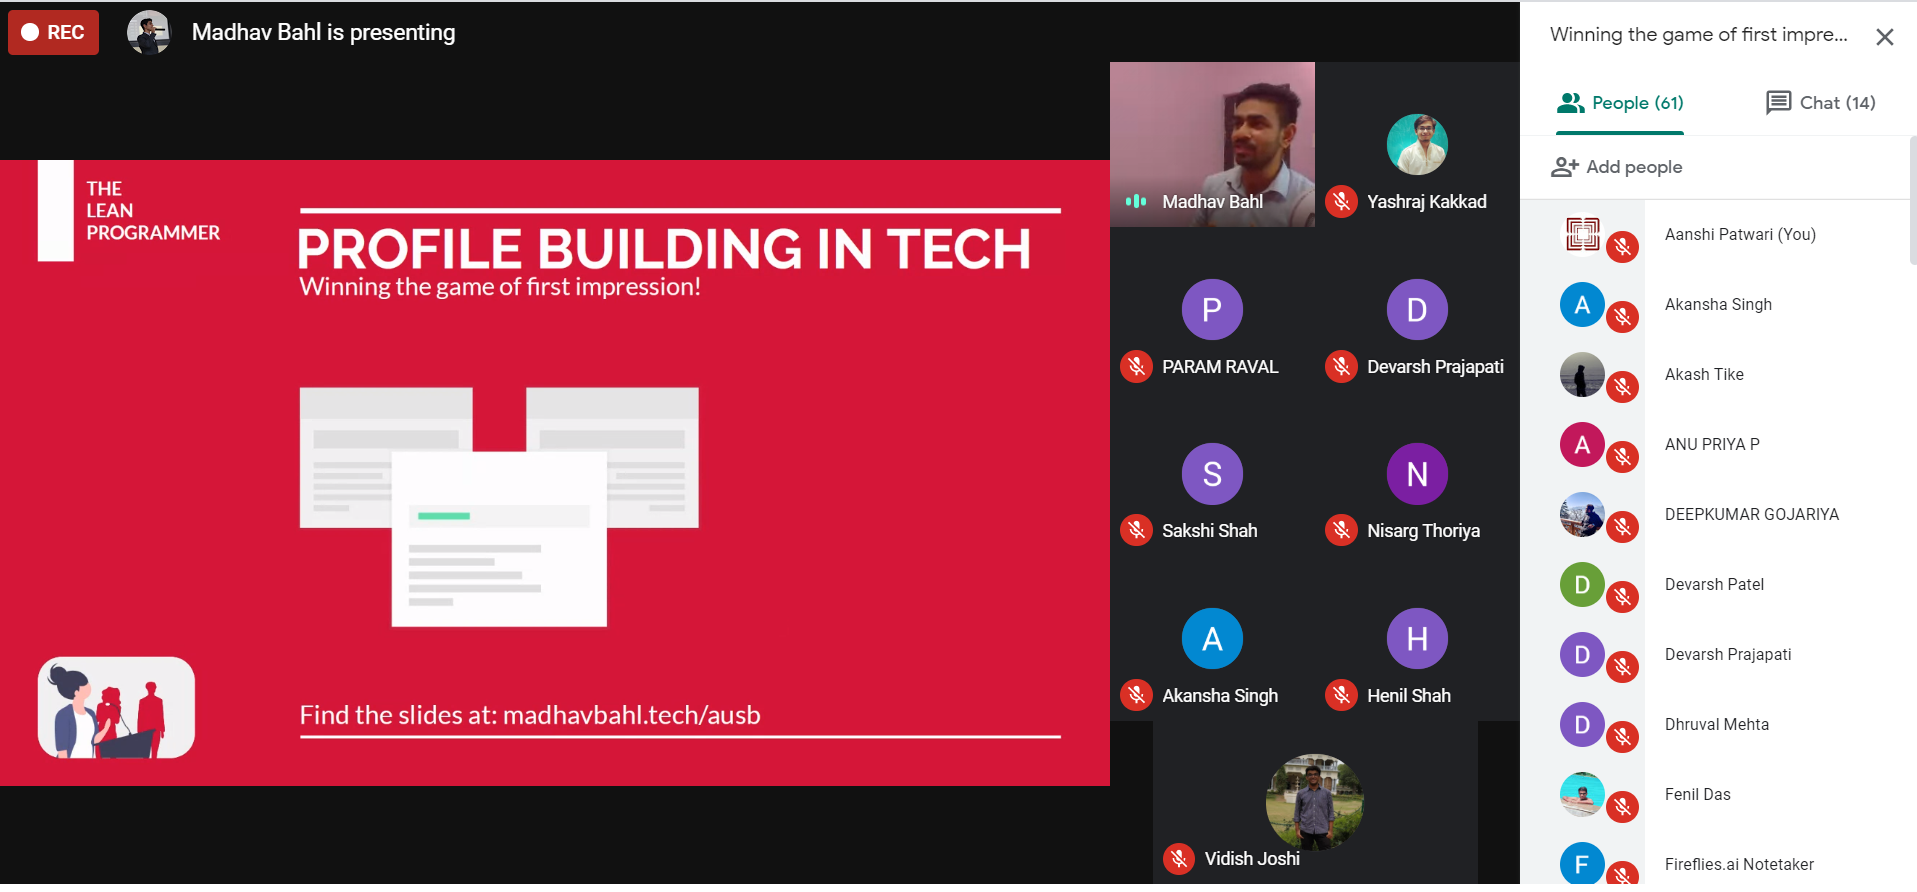 REC
Madhav Bahl is presenting
THE
LEAN
PROGRAMMER
PROFILE BUILDING IN TECH
Winning the game of first impression!
Find the slides at: madhavbahl.tech/ausb
Madhav Bahl
Yashraj Kakkad
P
PARAM RAVAL
D
Devarsh Prajapati
S
Sakshi Shah
N
Nisarg Thoriya
A
Akansha Singh
H
Henil Shah
Vidish Joshi
Winning the game of first impre...
People (61)
Chat (14)
Add people
Aanshi Patwari (You)
A
Akansha Singh
Akash Tike
A
ANU PRIYA P
DEEPKUMAR GOJARIYA
D
Devarsh Patel
D
Devarsh Prajapati
D
Dhruval Mehta
Fenil Das
F
Fireflies.ai Notetaker